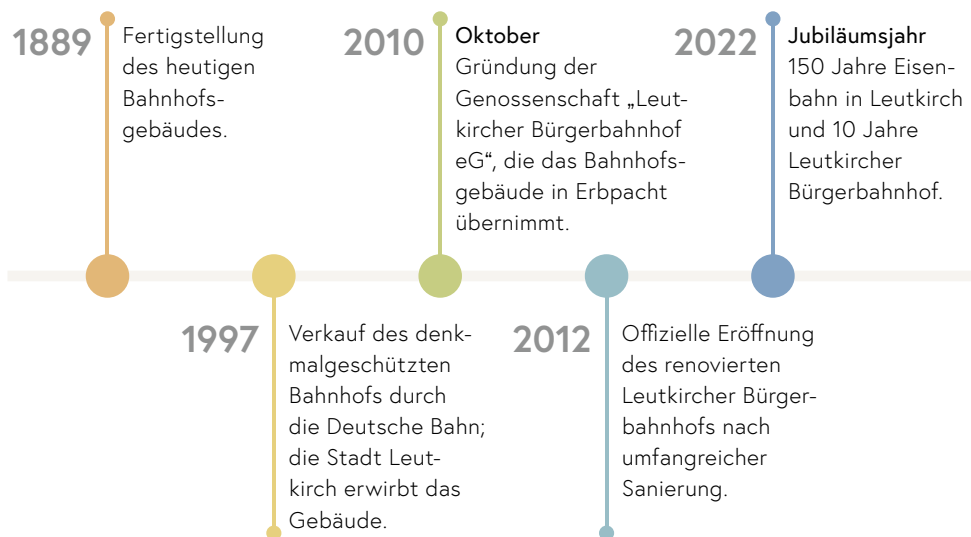 1889
Fertigstellung
des heutigen
Bahnhofs-
gebäudes.
1997
Verkauf des denk-
malgeschützten
Bahnhofs durch
die Deutsche Bahn;
die Stadt Leut-
kirch erwirbt das
Gebäude.
2010
Oktober
Gründung der
Genossenschaft „Leut-
kircher Bürgerbahnhof
eG“, die das Bahnhofs-
gebäude in Erbpacht
übernimmt.
2012
Offizielle Eröffnung
des renovierten
Leutkircher Bürger-
bahnhofs nach
umfangreicher
Sanierung.
2022
Jubiläumsjahr
150 Jahre Eisen-
bahn in Leutkirch
und 10 Jahre
Leutkircher
Bürgerbahnhof.